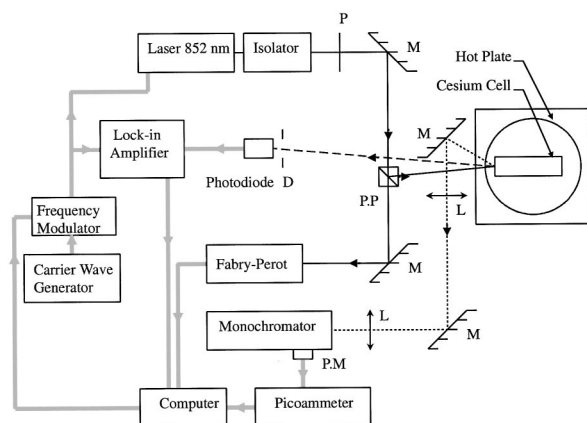 P
Laser 852 nm
Isolator
M
Hot Plate
Cesium Cell
Lock-in
Amplifier
M
Photodiode
D
P.P
L
Frequency
Modulator
Fabry-Perot
M
Carrier Wave
Generator
Monochromator
L
M
P.M
Computer
Picoammeter